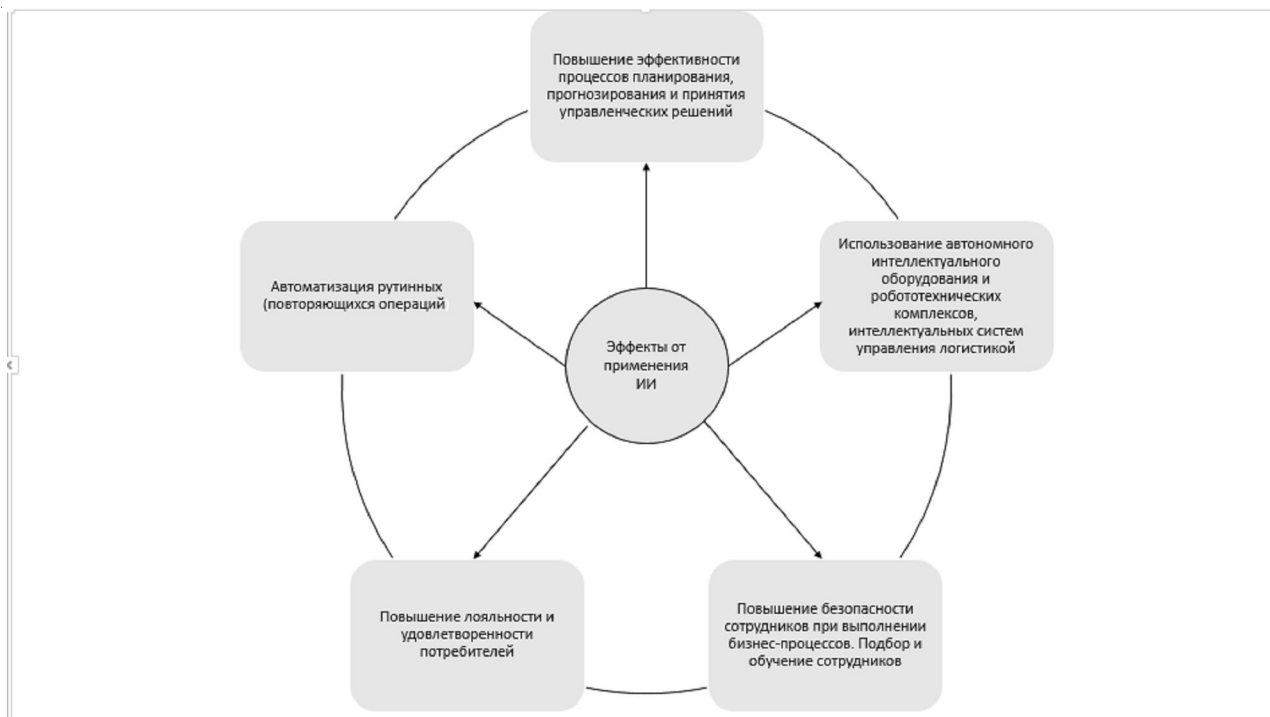 Повышение эффективности
процессов планирования,
прогнозирования и принятия
управленческих решений
Автоматизация рутинных
(повторяющихся операций
Использование автономного
интеллектуального
оборудования и
робототехнических
комплексов,
интеллектуальных систем
управления логистикой
Эффекты от
применения
ИИ
Повышение лояльности и
удовлетворенности
потребителей
Повышение безопасности
сотрудников при выполнении
бизнес-процессов. Подбор и
обучение сотрудников